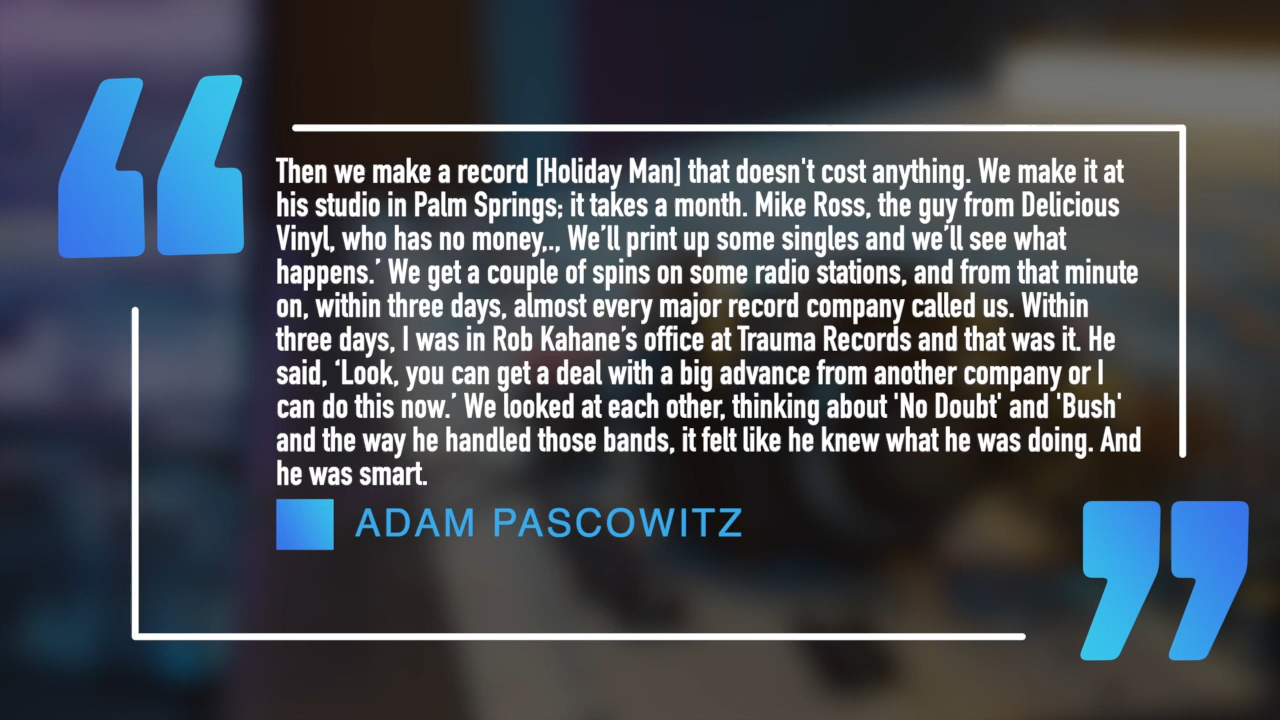 Then we make a record [Holiday Man] that doesn't cost anything. We make it at
his studio in Palm Springs; it takes a month. Mike Ross, the guy from Delicious
Vinyl, who has no money,., We’ll print up some singles and we’ll see what
happens.’ We get a couple of spins on some radio stations, and from that minute
on, within three days, almost every major record company called us. Within
three days, I was in Rob Kahane’s office at Trauma Records and that was it. He
said, ‘Look, you can get a deal with a big advance from another company or I
can do this now.’ We looked at each other, thinking about 'No Doubt' and 'Bush'
and the way he handled those bands, it felt like he knew what he was doing. And
he was smart.
ADAM PASCOWITZ